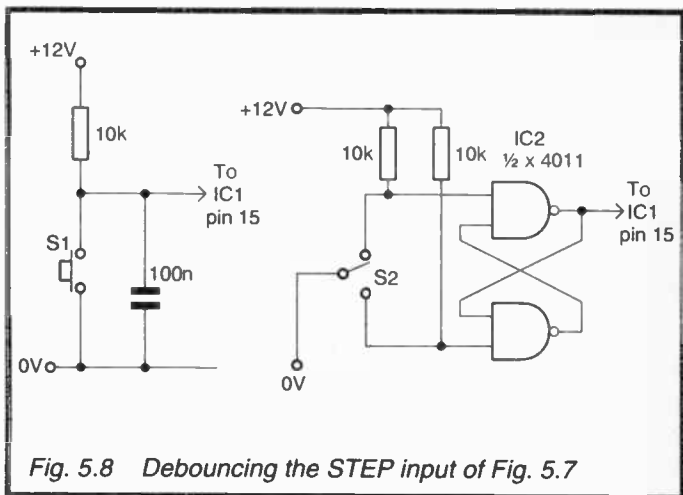 +12V
10k
To
IC1
pin 15
S1
100n
0V
+12V
10k
10k
IC2
½ x 4011
To
IC1
pin 15
S2
0V
Fig. 5.8 Debouncing the STEP input of Fig. 5.7